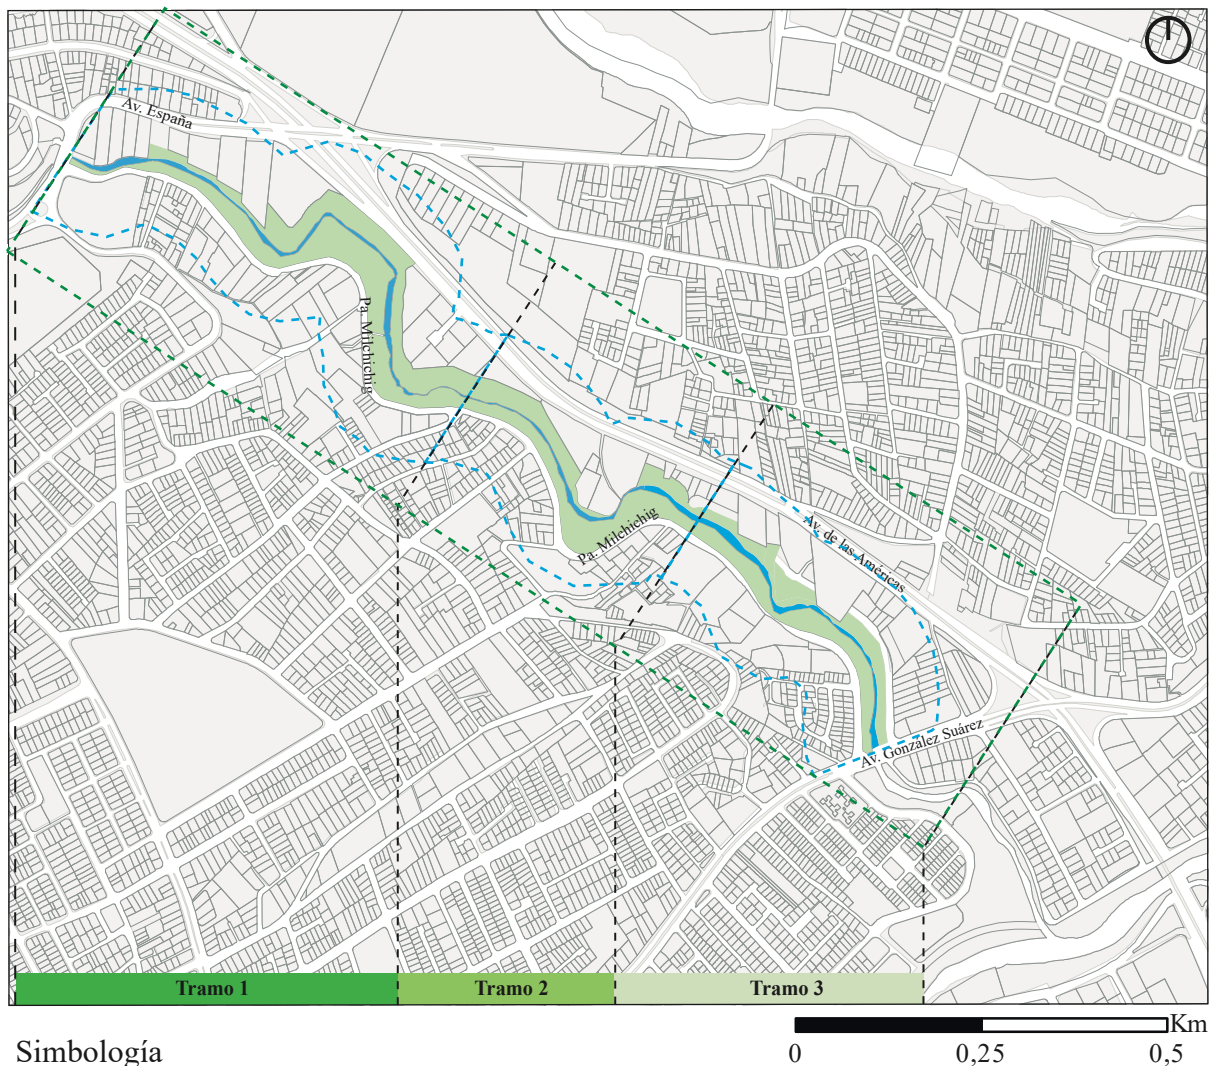 Av. España
Pa. Milchichig
Pa. Milchichig
Av. de las Américas
Av. González Suárez
Tramo 1
Tramo 2
Tramo 3
Km
0
0,25
0,5
Simbología